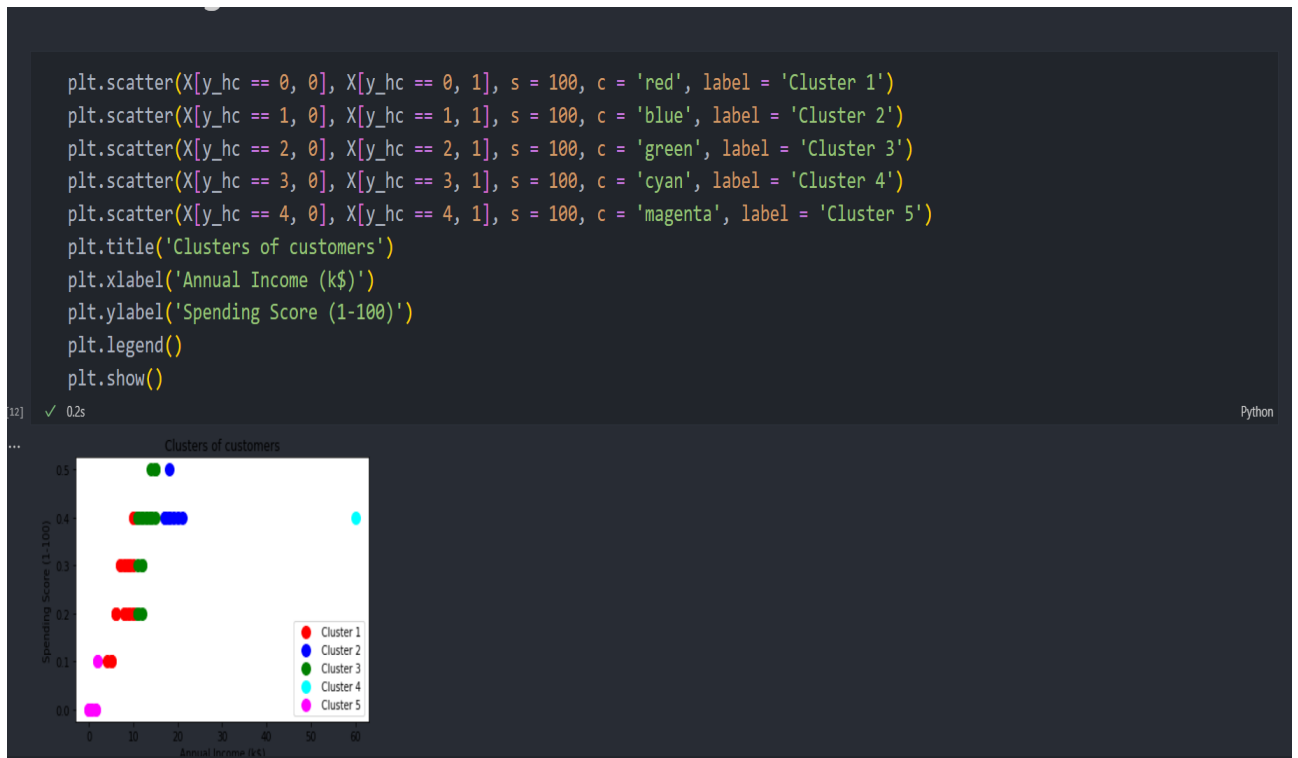 plt.scatter(X[y_hc == 0, 0], X[y_hc == 0, 1], s = 100, c = 'red', label = 'Cluster 1')
plt.scatter(X[y_hc == 1, 0], X[y_hc == 1, 1], s = 100, c = 'blue', label = 'Cluster 2')
plt.scatter(X[y_hc == 2, 0], X[y_hc == 2, 1], s = 100, c = 'green', label = 'Cluster 3')
plt.scatter(X[y_hc == 3, 0], X[y_hc == 3, 1], s = 100, c = 'cyan', label = 'Cluster 4')
plt.scatter(X[y_hc == 4, 0], X[y_hc == 4, 1], s = 100, c = 'magenta', label = 'Cluster 5')
plt.title('Clusters of customers')
plt.xlabel('Annual Income (k$)')
plt.ylabel('Spending Score (1-100)')
plt.legend()
plt.show()
[12] ✓ 0.2s Python
...
Clusters of customers
Spending Score (1-100)
0.5
0.4
0.3
0.2
0.1
0.0
Cluster 1
Cluster 2
Cluster 3
Cluster 4
Cluster 5
0 10 20 30 40 50 60
Annual Income (k$)